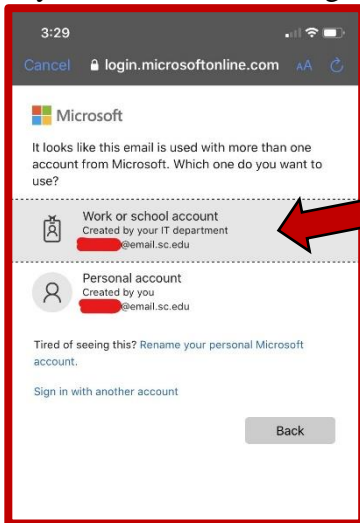 3:29
Cancel login.microsoftonline.com AA
Microsoft
It looks like this email is used with more than one
account from Microsoft. Which one do you want to
use?
Work or school account
Created by your IT department
@email.sc.edu
Personal account
Created by you
@email.sc.edu
Tired of seeing this? Rename your personal Microsoft
account.
Sign in with another account
Back